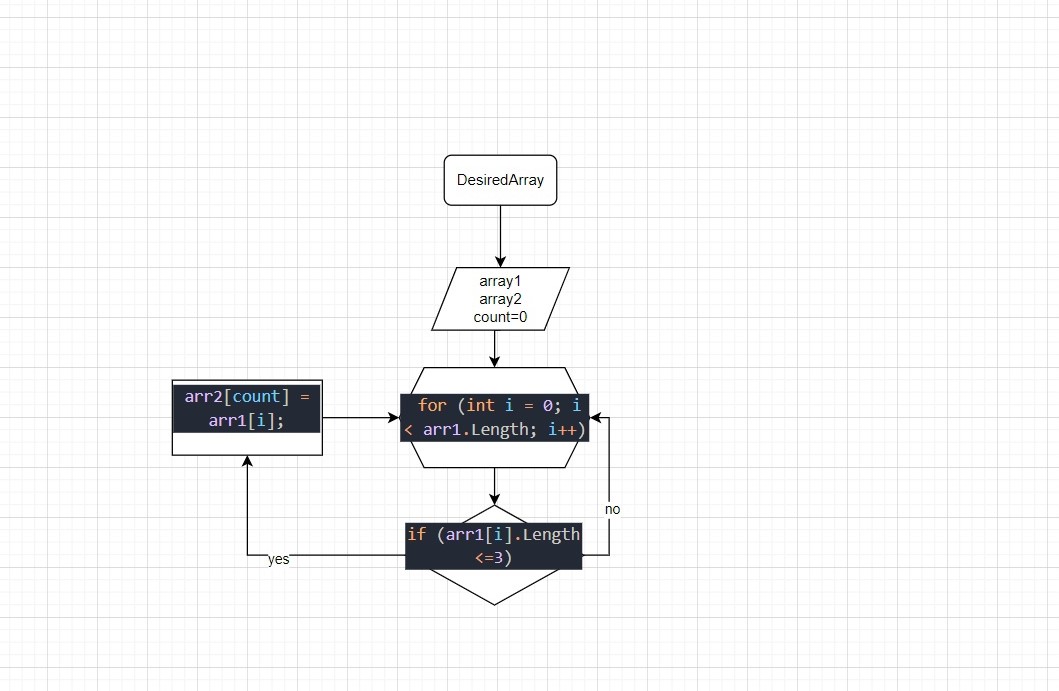 DesiredArray
array1
array2
count=0
arr2[count] =
arr1[i];
for (int i = 0; i
< arr1.Length; i++)
no
if (arr1[i].Length
<=3)
yes